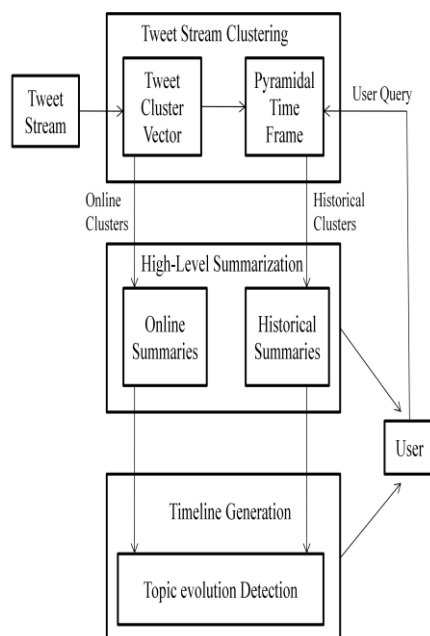 Tweet Stream Clustering
Tweet
Stream
Tweet
Cluster
Vector
Pyramidal
Time
Frame
User Query
Online
Clusters
Historical
Clusters
High-Level Summarization
Online
Summaries
Historical
Summaries
User
Timeline Generation
Topic evolution Detection